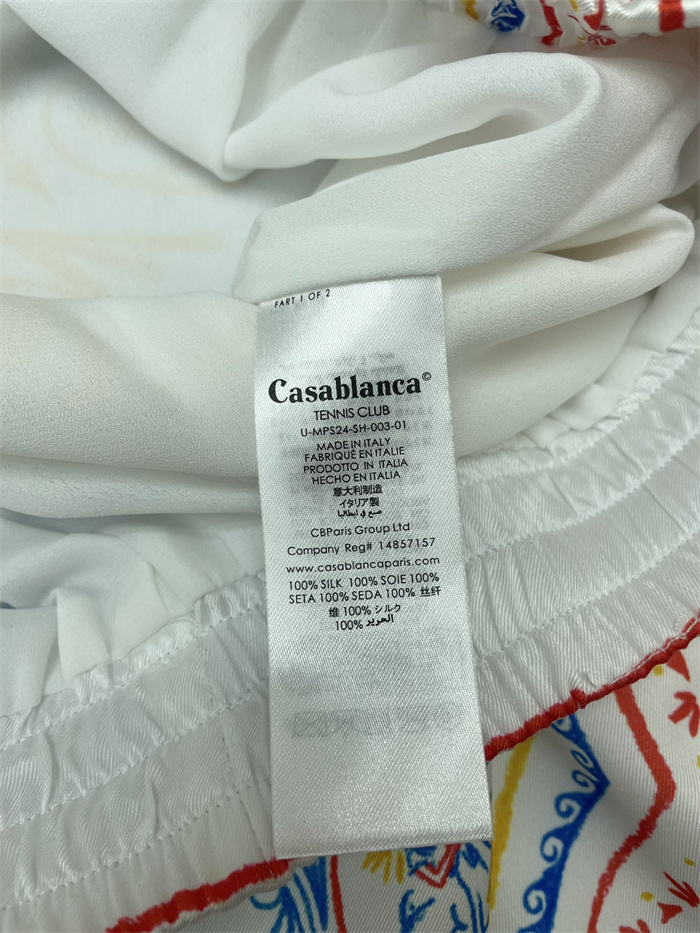 PART 1 OF 2
Casablanca©
TENNIS CLUB
U-MPS24-SH-003-01
MADE IN ITALY
FABRIQUÉ EN ITALIE
PRODOTTO IN ITALIA
HECHO EN ITALIA
意大利制造
イタリア製
صنع في ايطاليا
CBParis Group Ltd
Company Reg# 14857157
www.casablancaparis.com
100% SILK 100% SOIE 100%
SETA 100% SEDA 100% 丝纤
维 100% シルク
100% الحرير